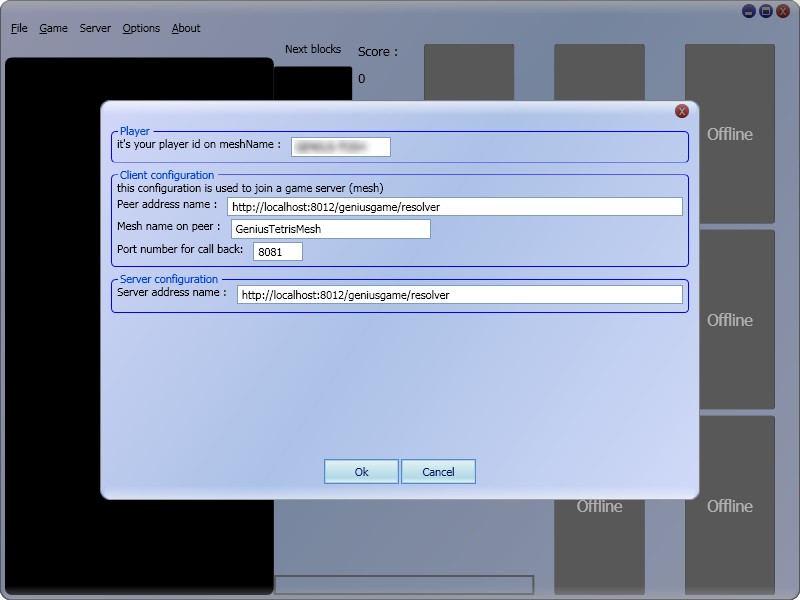 File Game Server Options About
Next blocks Score :
0
Player
it's your player id on meshName :
Client configuration
this configuration is used to join a game server (mesh)
Peer address name : http://localhost:8012/geniusgame/resolver
Mesh name on peer : GeniusTetrisMesh
Port number for call back: 8081
Server configuration
Server address name : http://localhost:8012/geniusgame/resolver
Ok Cancel
Offline
Offline
Offline Offline